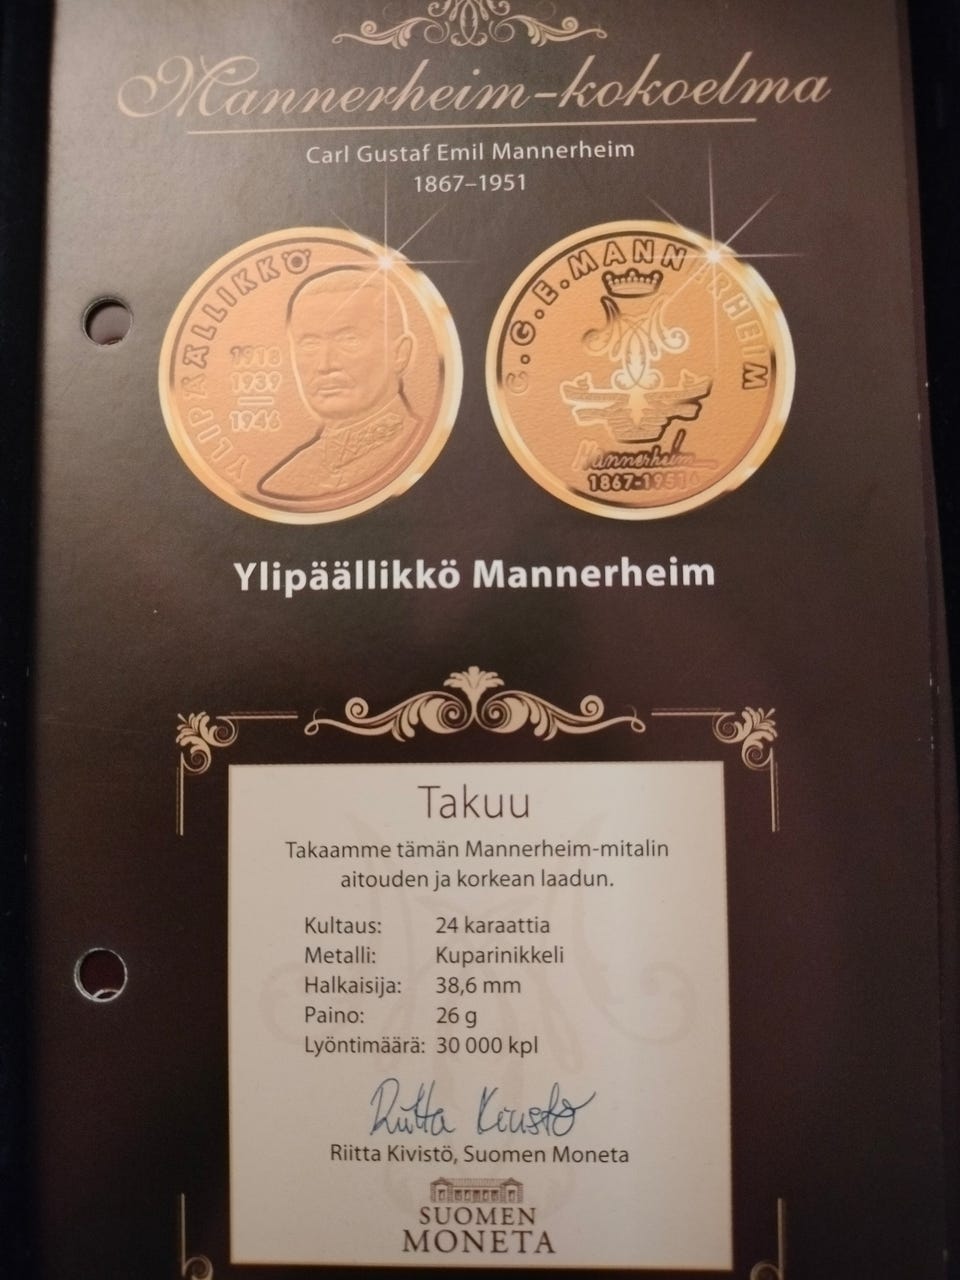 Mannerheim-kokoelma
Carl Gustaf Emil Mannerheim
1867–1951
YLIPÄÄLLIKKÖ
1918
1939
1946
C.G.E.MANNERHEIM
Mannerheim
1867-1951
Ylipäällikkö Mannerheim
Takuu
Takaamme tämän Mannerheim-mitalin
aitouden ja korkean laadun.
Kultaus: 24 karaattia
Metalli: Kuparinikkeli
Halkaisija: 38,6 mm
Paino: 26 g
Lyöntimäärä: 30 000 kpl
Riitta Kivistö
Riitta Kivistö, Suomen Moneta
SUOMEN
MONETA